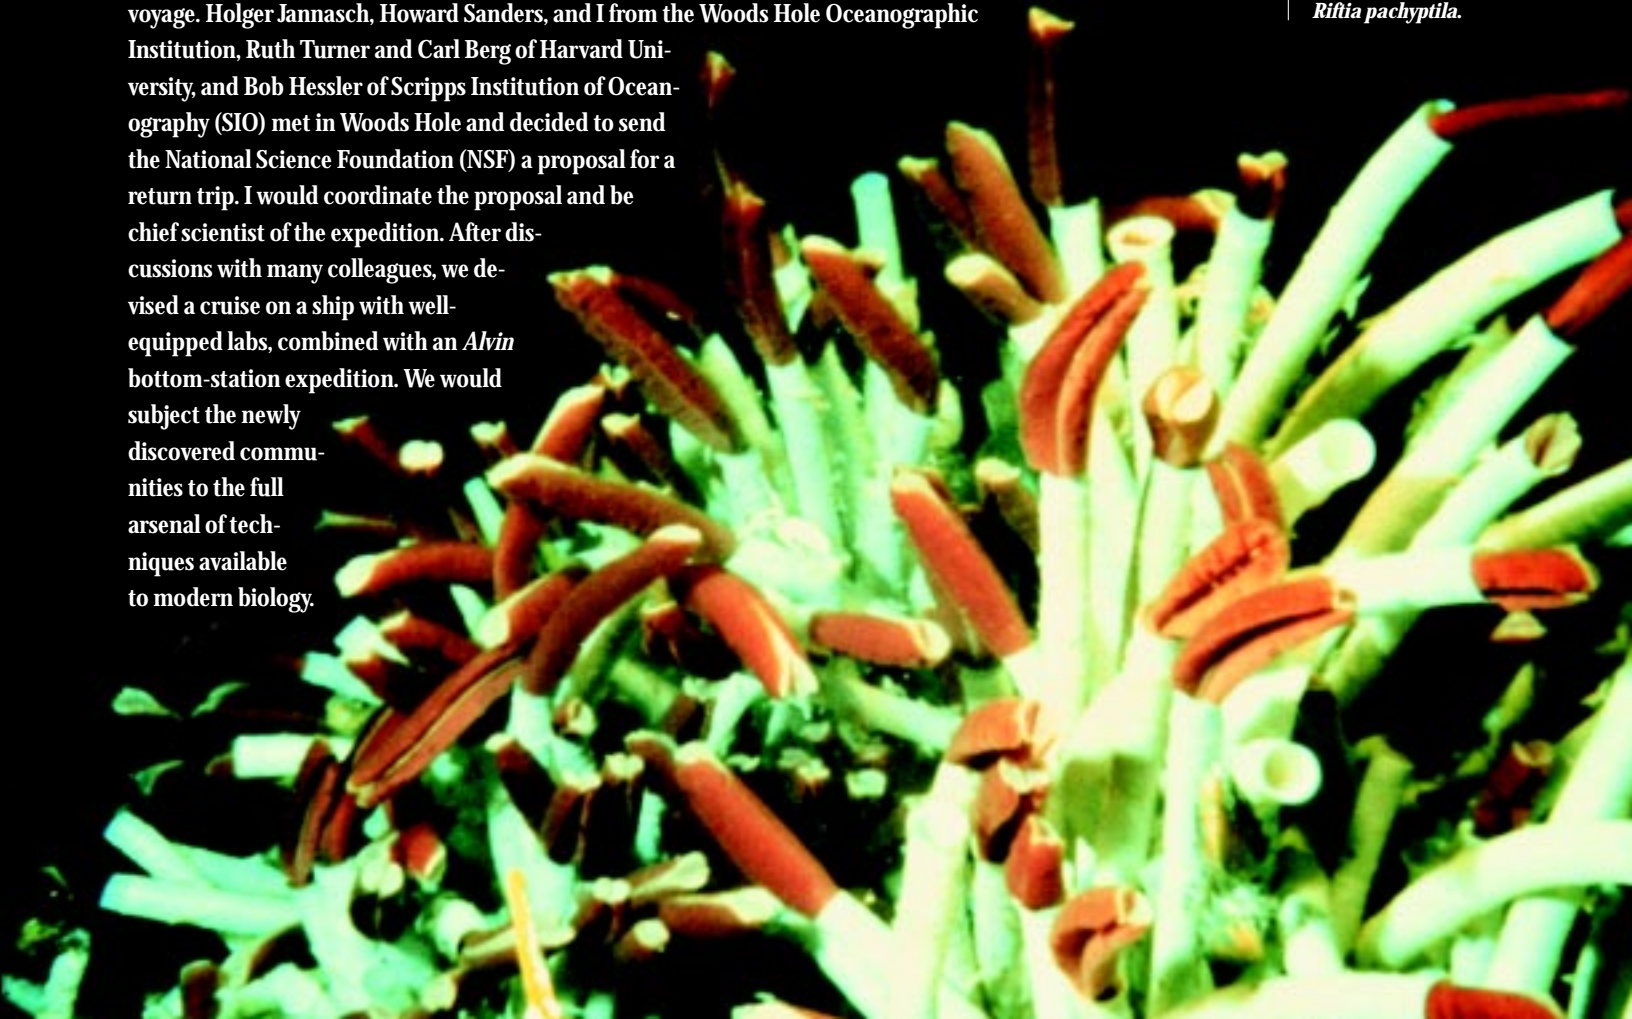 voyage. Holger Jannasch, Howard Sanders, and I from the Woods Hole Oceanographic
Institution, Ruth Turner and Carl Berg of Harvard Uni-
versity, and Bob Hessler of Scripps Institution of Ocean-
ography (SIO) met in Woods Hole and decided to send
the National Science Foundation (NSF) a proposal for a
return trip. I would coordinate the proposal and be
chief scientist of the expedition. After dis-
cussions with many colleagues, we de-
vised a cruise on a ship with well-
equipped labs, combined with an Alvin
bottom-station expedition. We would
subject the newly
discovered commu-
nities to the full
arsenal of tech-
niques available
to modern biology.
Riftia pachyptila.